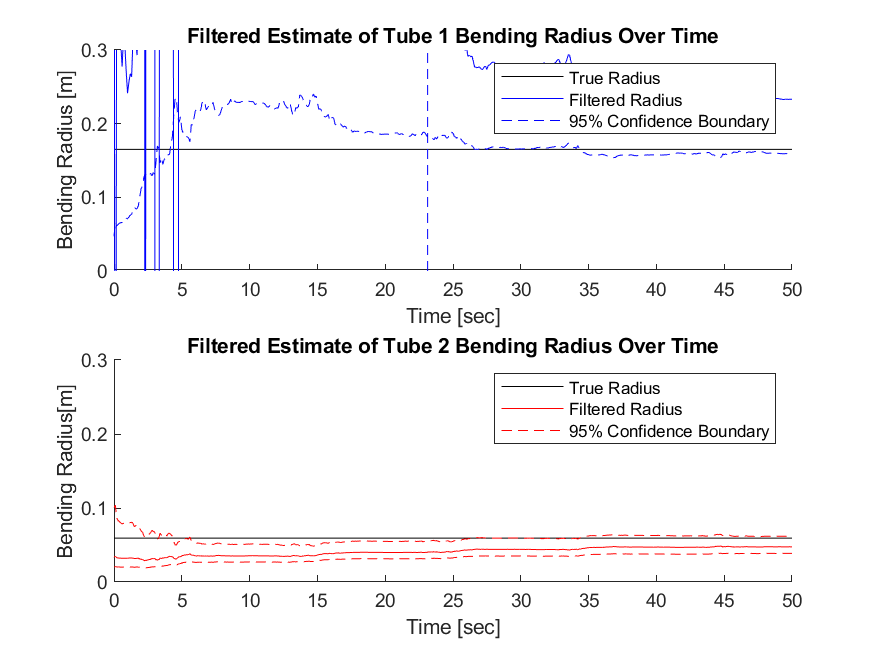 Filtered Estimate of Tube 1 Bending Radius Over Time
Bending Radius [m]
0.3
0.2
0.1
0
True Radius
Filtered Radius
95% Confidence Boundary
0 5 10 15 20 25 30 35 40 45 50
Time [sec]
Filtered Estimate of Tube 2 Bending Radius Over Time
Bending Radius[m]
0.3
0.2
0.1
0
True Radius
Filtered Radius
95% Confidence Boundary
0 5 10 15 20 25 30 35 40 45 50
Time [sec]